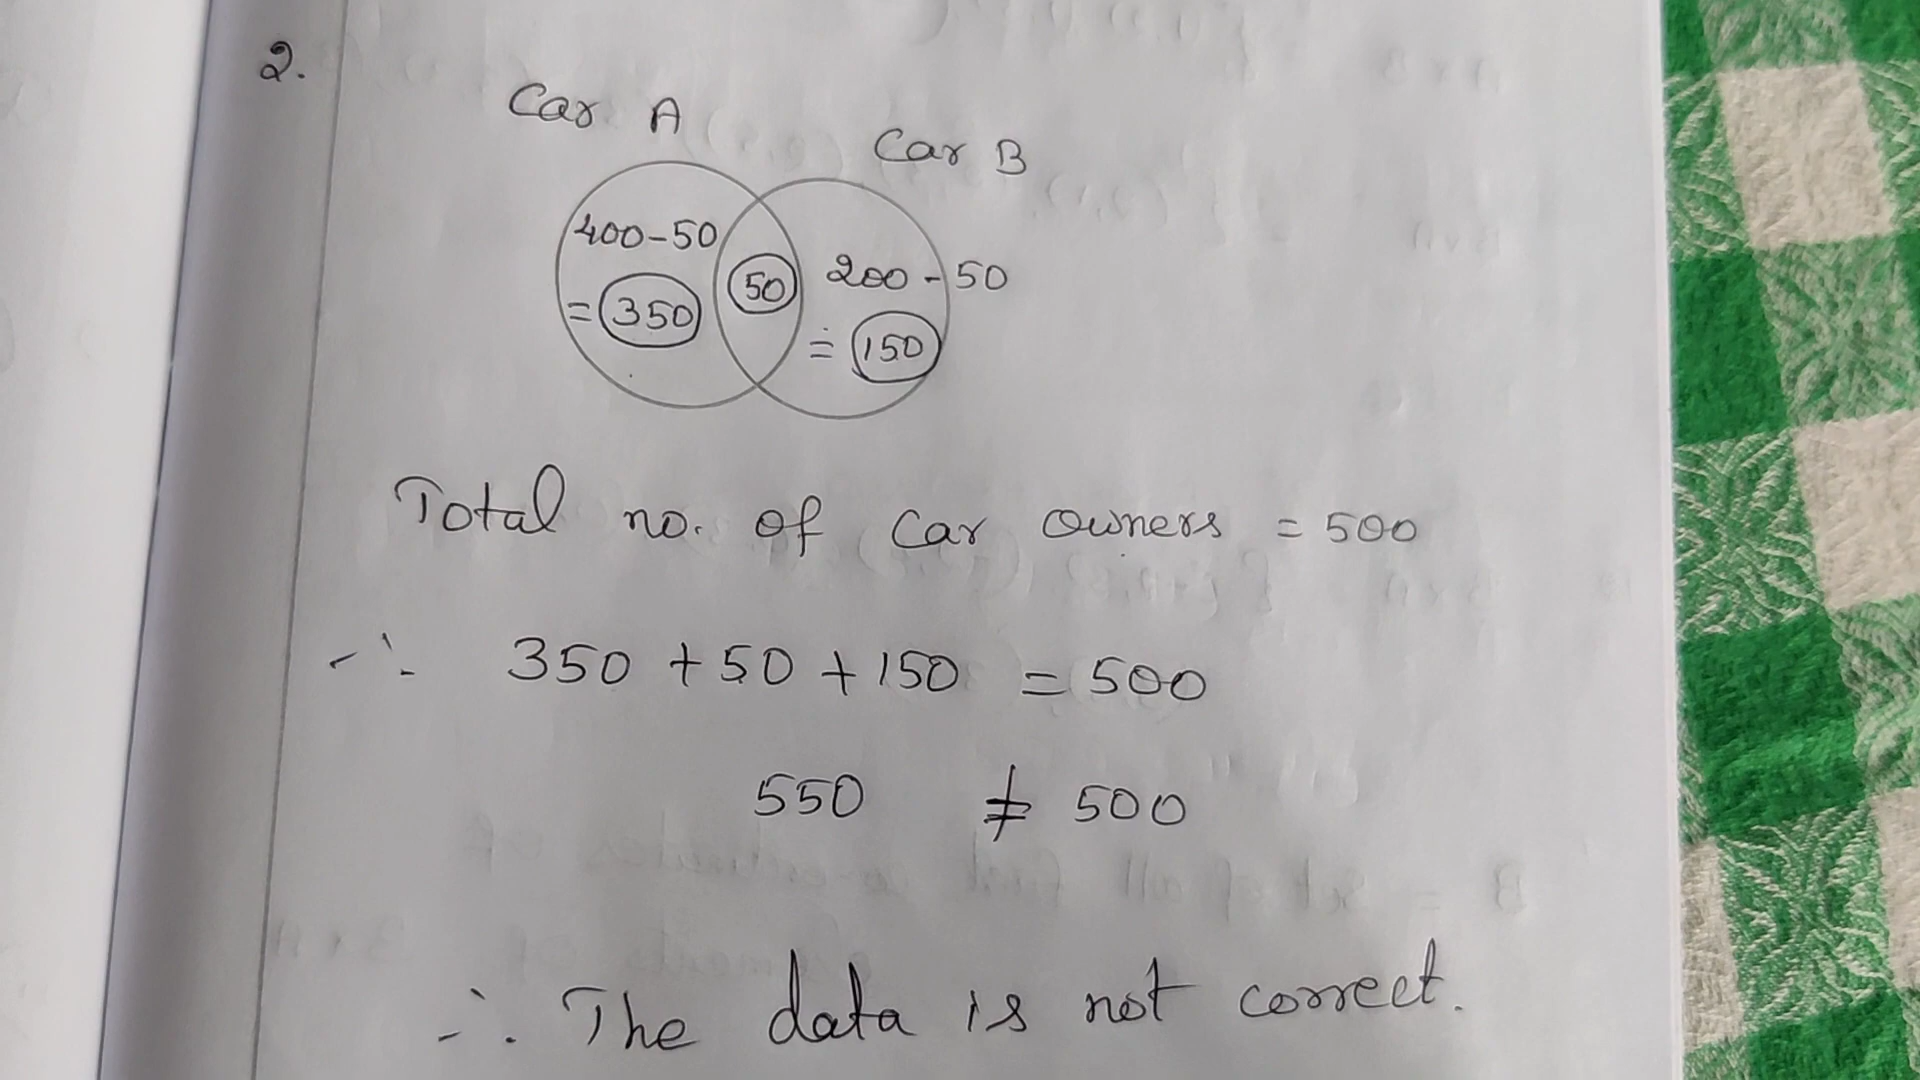 2.
Car A
Car B
400-50
= 350
50
200-50
= 150
Total no. of car owners = 500
∴ 350 + 50 + 150 = 500
550 ≠ 500
∴ The data is not correct.